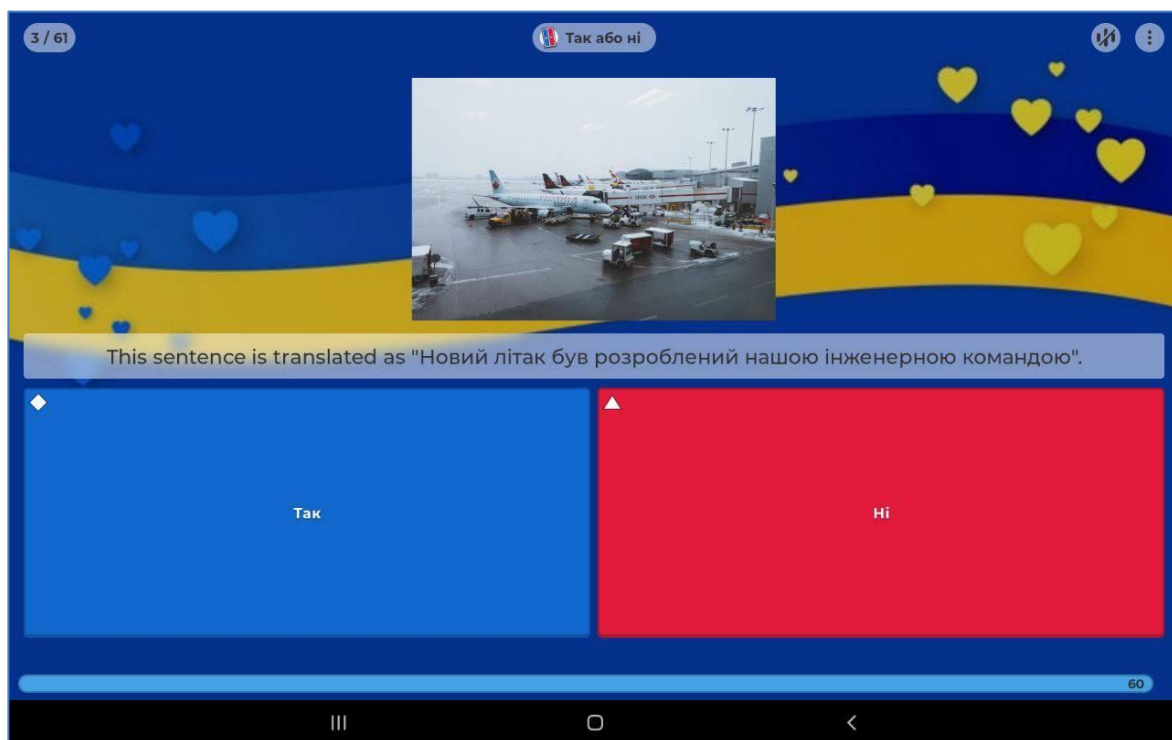 3 / 61
Так або ні
This sentence is translated as "Новий літак був розроблений нашою інженерною командою".
Так
Ні
60